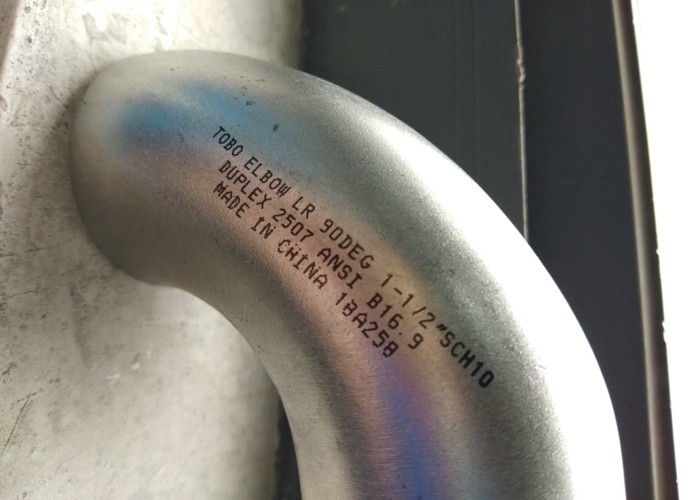 TOBO ELBOW LR 90DEG 1-1/2"SCH10
DUPLEX 2507 ANSI B16.9
MADE IN CHINA 18A258